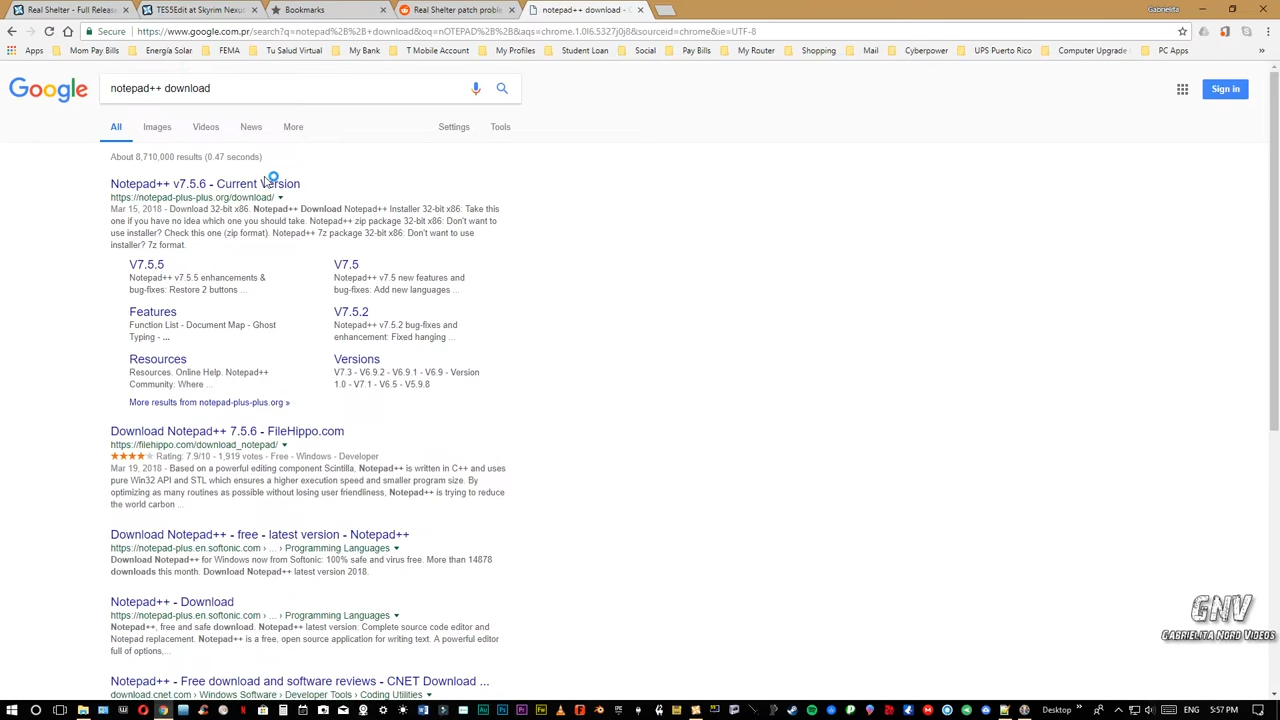 Real Shelter - Full Releas
TES5Edit at Skyrim Nexus
Bookmarks
Real Shelter patch proble
notepad++ download - G
Gabrielita
Secure https://www.google.com.pr/search?q=notepad%2B%2B+download&oq=nOTEPAD%2B%2B&aqs=chrome.1.0l6.5327j0j8&sourceid=chrome&ie=UTF-8
Apps Mom Pay Bills Energía Solar FEMA Tu Salud Virtual My Bank T Mobile Account My Profiles Student Loan Social Pay Bills My Router Shopping Mail Cyberpower UPS Puerto Rico Computer Upgrade PC Apps
Google notepad++ download Sign in
All Images Videos News More Settings Tools
About 8,710,000 results (0.47 seconds)
Notepad++ v7.5.6 - Current Version
https://notepad-plus-plus.org/download/
Mar 15, 2018 - Download 32-bit x86. Notepad++ Download Notepad++ Installer 32-bit x86: Take this
one if you have no idea which one you should take. Notepad++ zip package 32-bit x86: Don't want to
use installer? Check this one (zip format). Notepad++ 7z package 32-bit x86: Don't want to use
installer? 7z format.
V7.5.5
Notepad++ v7.5.5 enhancements &
bug-fixes: Restore 2 buttons ...
V7.5
Notepad++ v7.5 new features and
bug-fixes: Add new languages ...
Features
Function List - Document Map - Ghost
Typing - ...
V7.5.2
Notepad++ v7.5.2 bug-fixes and
enhancement: Fixed hanging ...
Resources
Resources. Online Help. Notepad++
Community: Where ...
Versions
V7.3 - V6.9.2 - V6.9.1 - V6.9 - Version
1.0 - V7.1 - V6.5 - V5.9.8
More results from notepad-plus-plus.org »
Download Notepad++ 7.5.6 - FileHippo.com
https://filehippo.com/download_notepad/
Rating: 7.9/10 - 1,919 votes - Free - Windows - Developer
Mar 19, 2018 - Based on a powerful editing component Scintilla, Notepad++ is written in C++ and uses
pure Win32 API and STL which ensures a higher execution speed and smaller program size. By
optimizing as many routines as possible without losing user friendliness, Notepad++ is trying to reduce
the world carbon ...
Download Notepad++ - free - latest version - Notepad++
https://notepad-plus.en.softonic.com › ... › Programming Languages
Download Notepad++ for Windows now from Softonic: 100% safe and virus free. More than 14878
downloads this month. Download Notepad++ latest version 2018.
Notepad++ - Download
https://notepad-plus.en.softonic.com › ... › Programming Languages
Notepad++, free and safe download. Notepad++ latest version: Complete source code editor and
Notepad replacement. Notepad++ is a free, open source application for writing text. A powerful editor
full of options,...
Notepad++ - Free download and software reviews - CNET Download ...
download.cnet.com › Windows Software › Developer Tools › Coding Utilities
GNV
GABRIELITA NORD VIDEOS
Desktop 5:57 PM